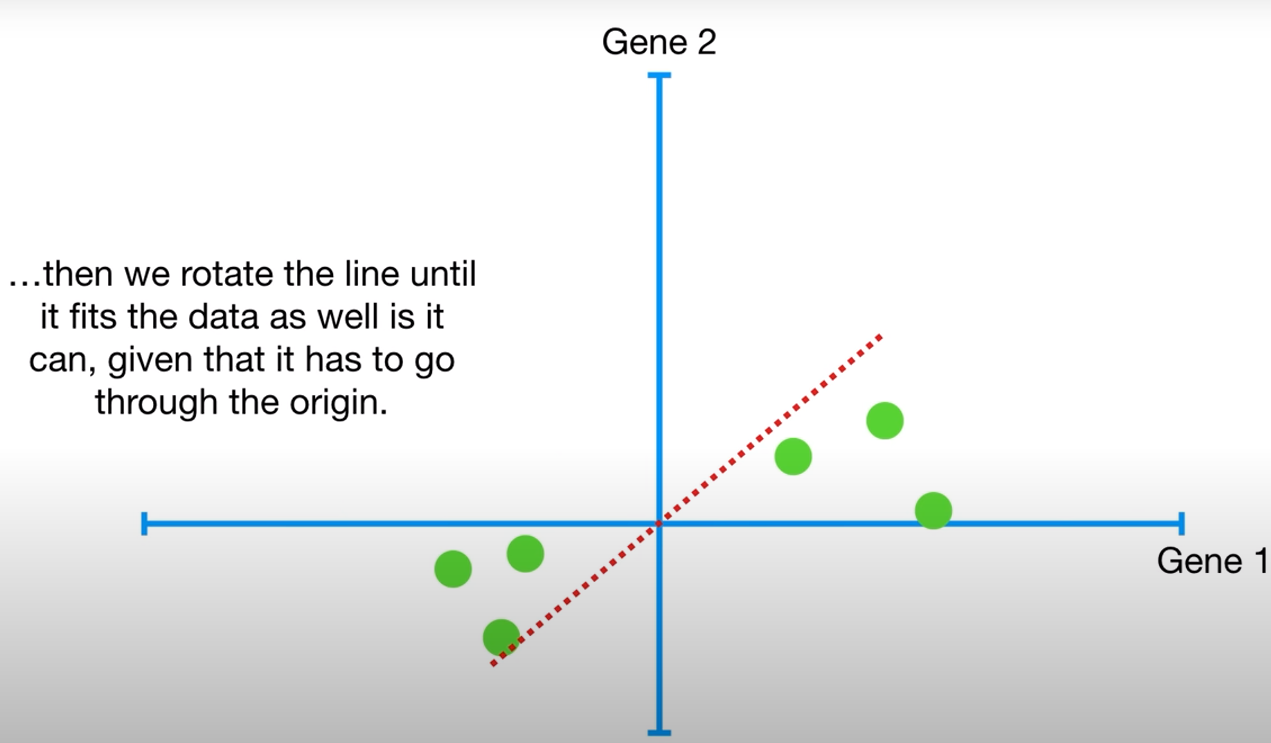 Gene 2
…then we rotate the line until
it fits the data as well is it
can, given that it has to go
through the origin.
Gene 1